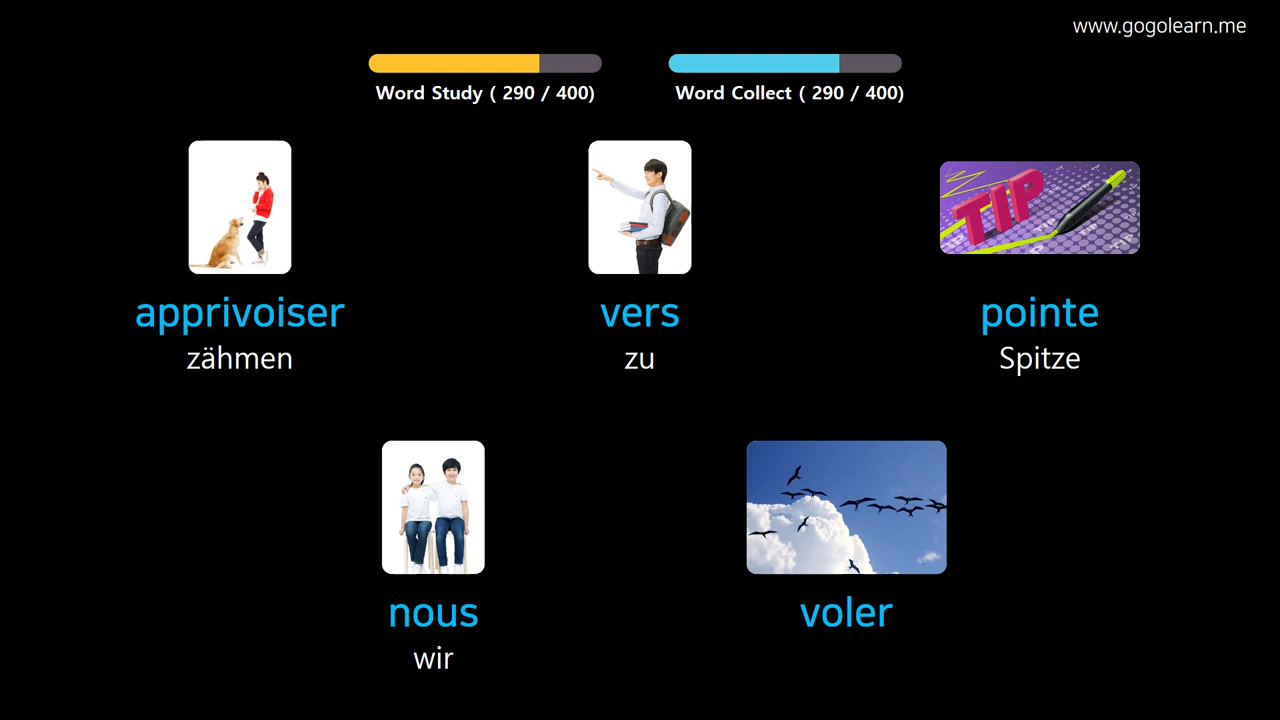 www.gogolearn.me
Word Study ( 290 / 400)
Word Collect ( 290 / 400)
TIP
apprivoiser
vers
pointe
zähmen
zu
Spitze
nous
voler
wir